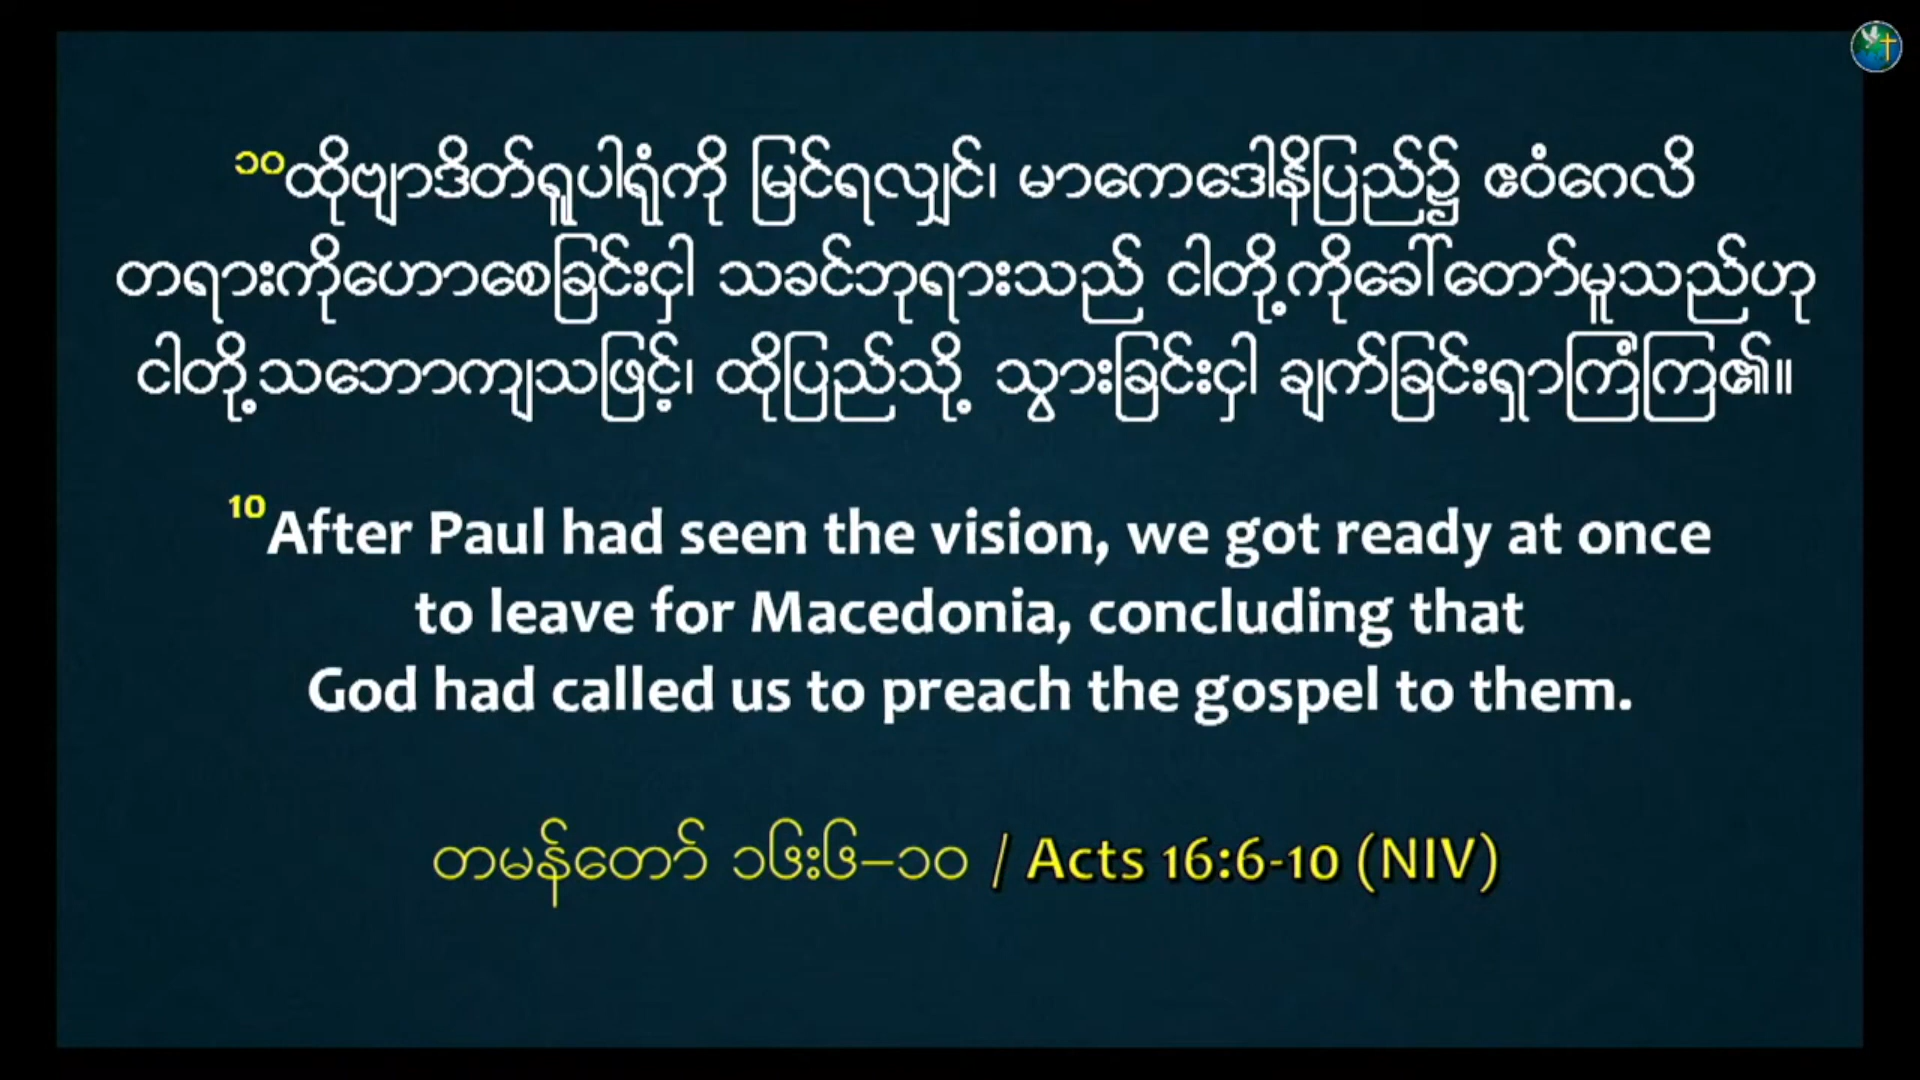 ၁၀ထိုဗျာဒိတ်ရူပါရုံကို မြင်ရလျှင်၊ မာကေဒေါနိပြည်၌ ဧဝံဂေလိ
တရားကိုဟောစေခြင်းငှါ သခင်ဘုရားသည် ငါတို့ကိုခေါ်တော်မူသည်ဟု
ငါတို့သဘောကျသဖြင့်၊ ထိုပြည်သို့ သွားခြင်းငှါ ချက်ခြင်းရှာကြံကြ၏။
10After Paul had seen the vision, we got ready at once
to leave for Macedonia, concluding that
God had called us to preach the gospel to them.
တမန်တော် ၁၆း၆–၁၀ / Acts 16:6-10 (NIV)